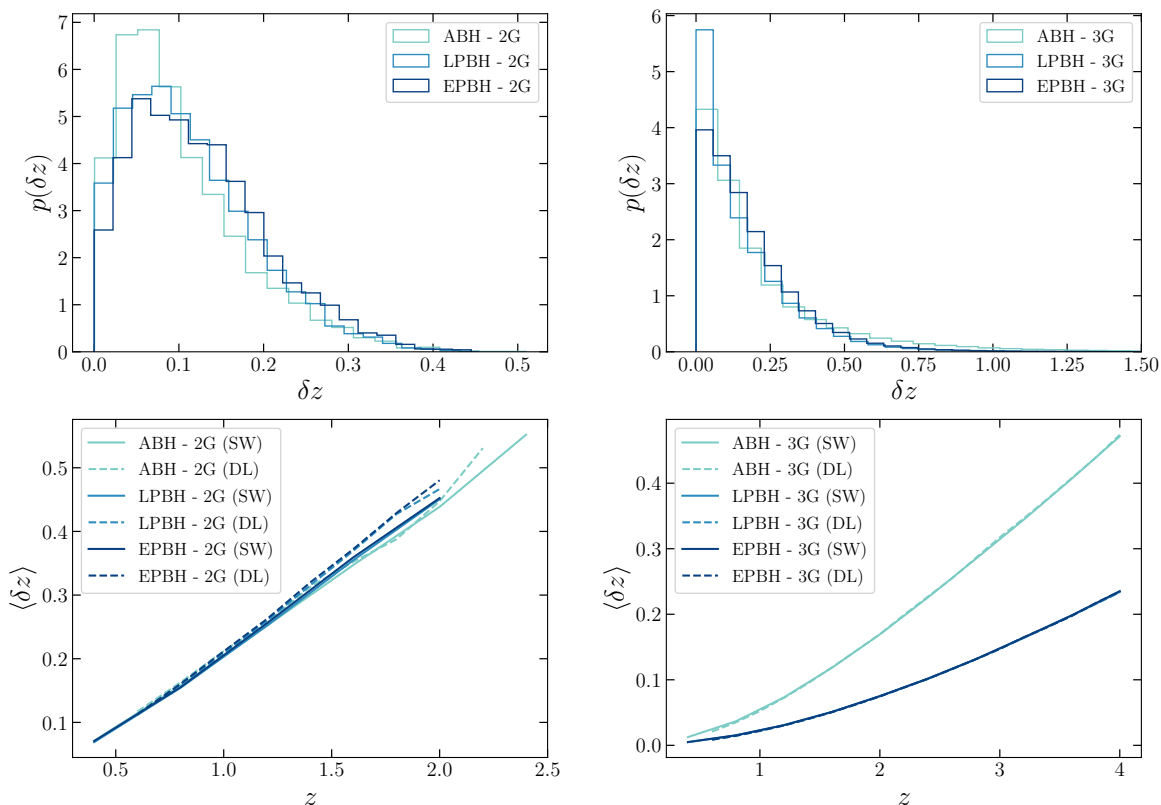 7
6
5
4
3
2
1
0
p(δz)
0.0 0.1 0.2 0.3 0.4 0.5
δz
ABH - 2G
LPBH - 2G
EPBH - 2G
6
5
4
3
2
1
0
p(δz)
0.00 0.25 0.50 0.75 1.00 1.25 1.50
δz
ABH - 3G
LPBH - 3G
EPBH - 3G
0.5
0.4
0.3
0.2
0.1
⟨δz⟩
0.5 1.0 1.5 2.0 2.5
z
ABH - 2G (SW)
ABH - 2G (DL)
LPBH - 2G (SW)
LPBH - 2G (DL)
EPBH - 2G (SW)
EPBH - 2G (DL)
0.4
0.3
0.2
0.1
0.0
⟨δz⟩
1 2 3 4
z
ABH - 3G (SW)
ABH - 3G (DL)
LPBH - 3G (SW)
LPBH - 3G (DL)
EPBH - 3G (SW)
EPBH - 3G (DL)